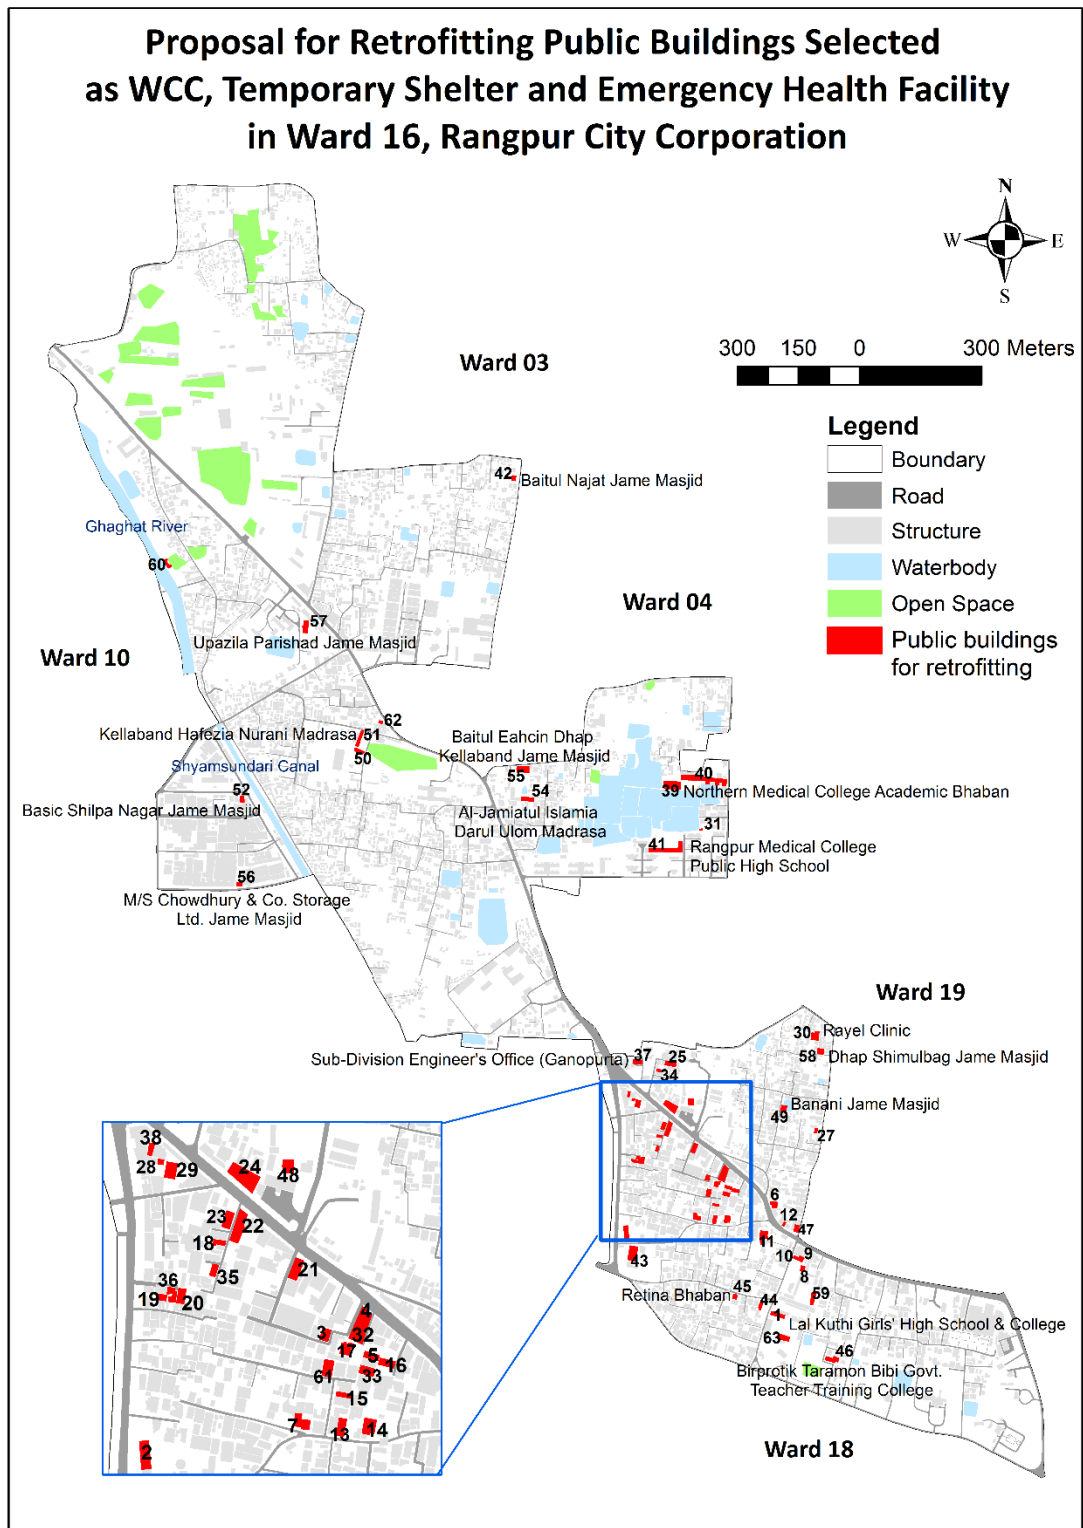 Proposal for Retrofitting Public Buildings Selected
as WCC, Temporary Shelter and Emergency Health Facility
in Ward 16, Rangpur City Corporation
N
W
E
S
300 150 0 300 Meters
Ward 03
Legend
Boundary
Road
Structure
Waterbody
Open Space
Public buildings
for retrofitting
42
Baitul Najat Jame Masjid
Ghaghat River
60
Ward 04
57
Upazila Parishad Jame Masjid
Ward 10
62
Kellaband Hafezia Nurani Madrasa
51
50
Baitul Eahcin Dhap
Kellaband Jame Masjid
55
Shyamsundari Canal
40
39
Northern Medical College Academic Bhaban
52
54
Basic Shilpa Nagar Jame Masjid
Al-Jamiatul Islamia
Darul Ulom Madrasa
31
41
Rangpur Medical College
Public High School
56
M/S Chowdhury & Co. Storage
Ltd. Jame Masjid
Ward 19
30
Rayel Clinic
58
Dhap Shimulbag Jame Masjid
Sub-Division Engineer's Office (Ganopurta)
37
25
34
Banani Jame Masjid
49
27
6
12
47
11
10
9
8
43
Retina Bhaban
45
44
59
1
Lal Kuthi Girls' High School & College
63
46
Birprotik Taramon Bibi Govt.
Teacher Training College
Ward 18
38
28
29
24
48
23
22
18
35
21
36
19
20
4
3
32
17
5
16
61
33
15
7
13
14
2